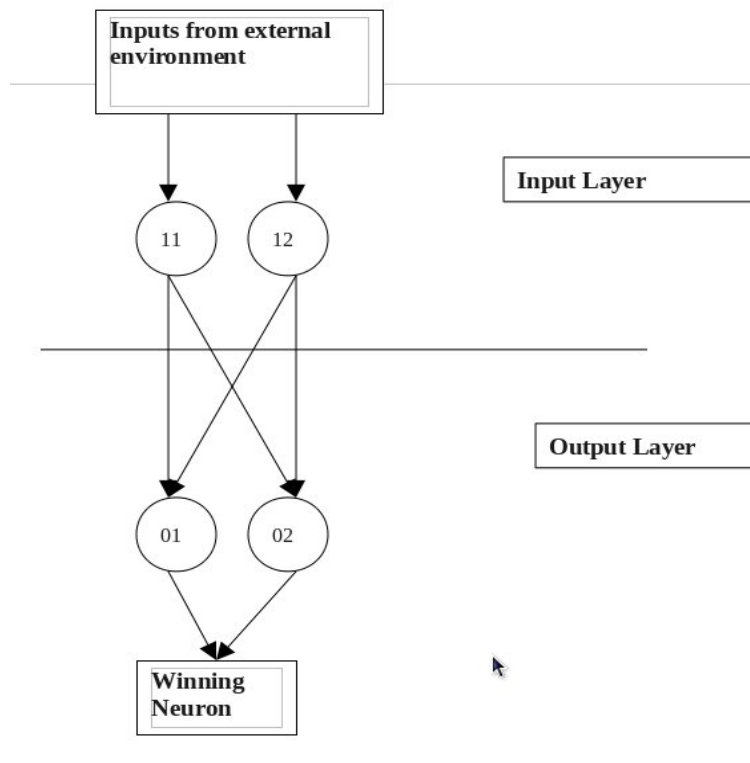 Inputs from external
environment
Input Layer
11
12
Output Layer
01
02
Winning
Neuron